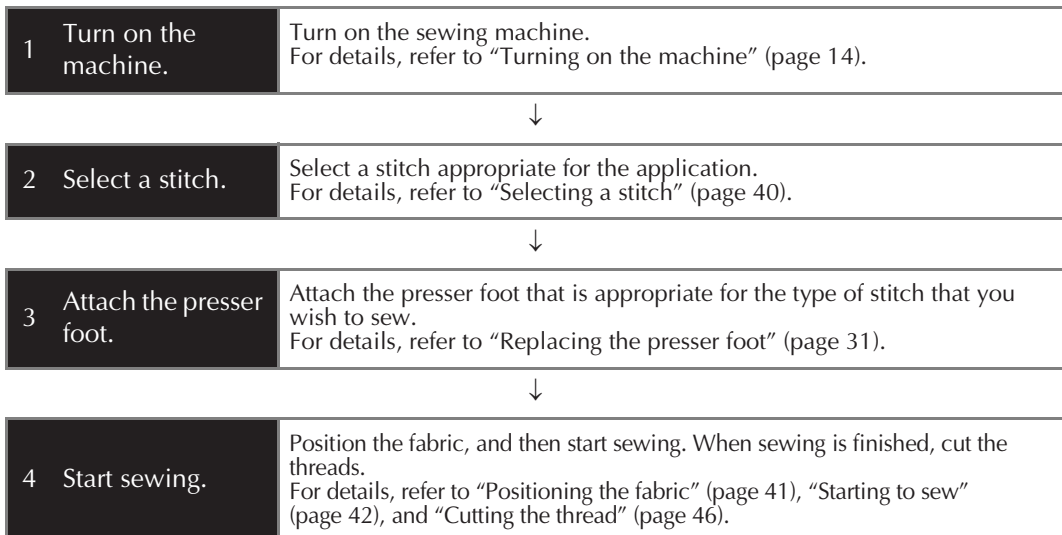 1 Turn on the machine.
Turn on the sewing machine.
For details, refer to “Turning on the machine” (page 14).
↓
2 Select a stitch.
Select a stitch appropriate for the application.
For details, refer to “Selecting a stitch” (page 40).
↓
3 Attach the presser foot.
Attach the presser foot that is appropriate for the type of stitch that you
wish to sew.
For details, refer to “Replacing the presser foot” (page 31).
↓
4 Start sewing.
Position the fabric, and then start sewing. When sewing is finished, cut the
threads.
For details, refer to “Positioning the fabric” (page 41), “Starting to sew”
(page 42), and “Cutting the thread” (page 46).